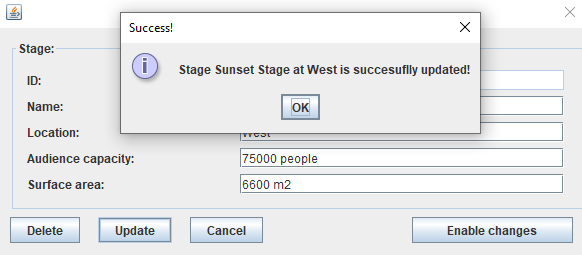 Success!
Stage Sunset Stage at West is succesuflly updated!
OK
Stage:
ID:
Name:
Location: West
Audience capacity: 75000 people
Surface area: 6600 m2
Delete Update Cancel Enable changes